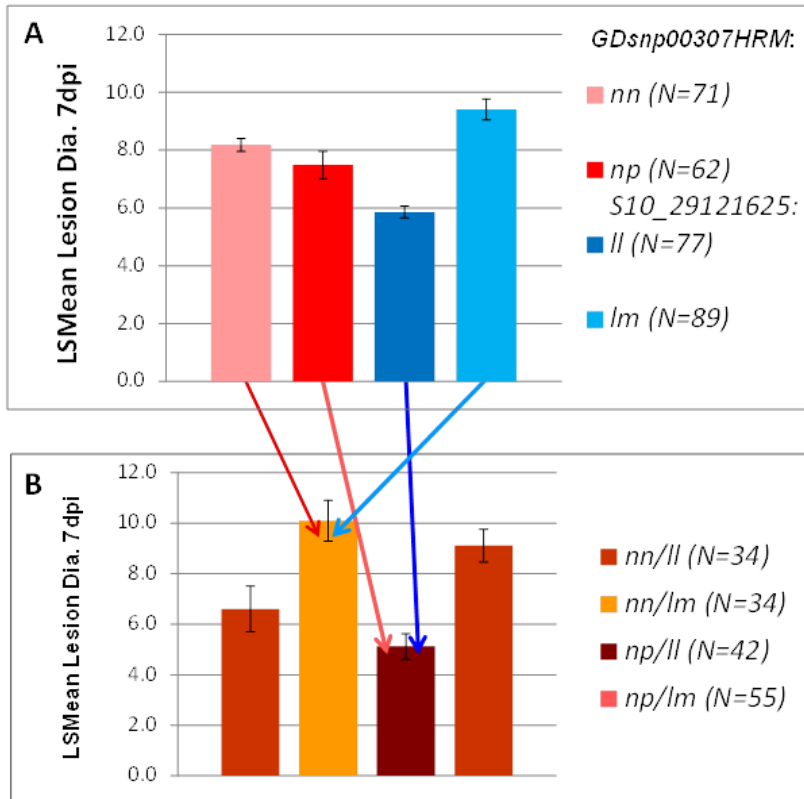 A
LSMean Lesion Dia. 7dpi
12.0
10.0
8.0
6.0
4.0
2.0
0.0
GDsnp00307HRM:
nn (N=71)
np (N=62)
S10_29121625:
ll (N=77)
lm (N=89)
B
LSMean Lesion Dia. 7dpi
12.0
10.0
8.0
6.0
4.0
2.0
0.0
nn/ll (N=34)
nn/lm (N=34)
np/ll (N=42)
np/lm (N=55)